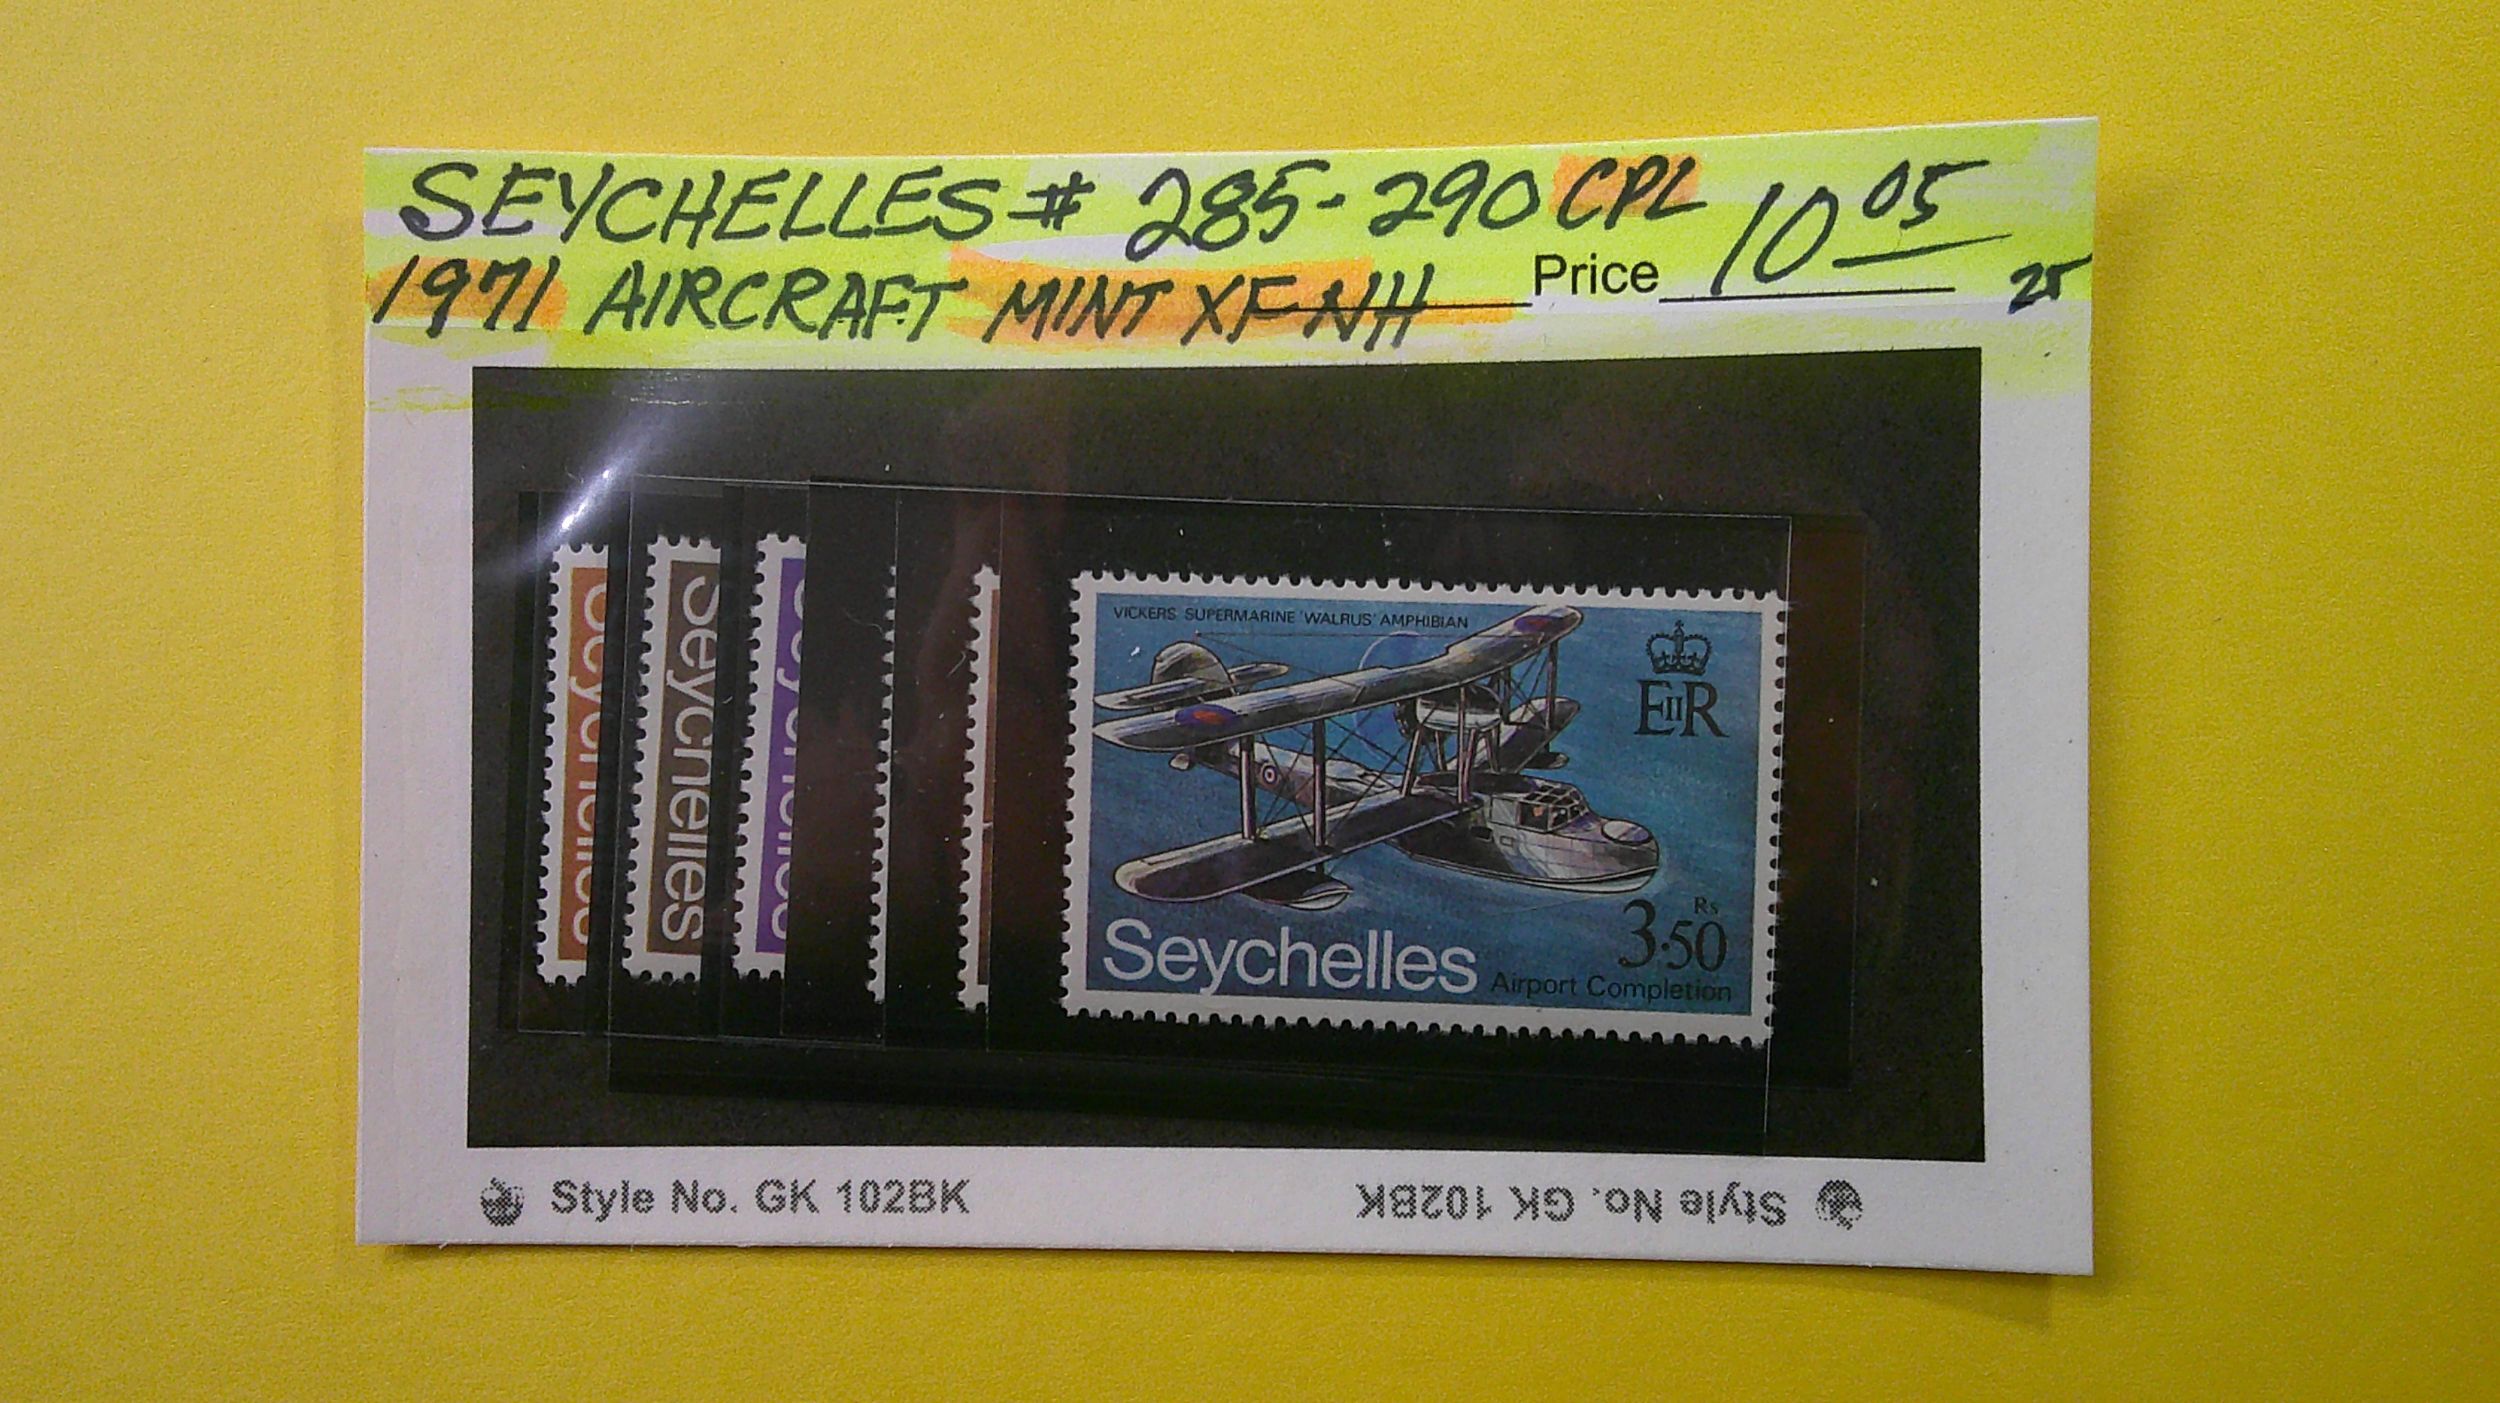 SEYCHELLES # 285-290 CPL
1971 AIRCRAFT MINT XF NH Price 10 05 25
Seychelles
Seychelles
Seychelles
VICKERS SUPERMARINE 'WALRUS' AMPHIBIAN
EIIR
Rs
3·50
Seychelles Airport Completion
Style No. GK 102BK
Style No. GK 102BK